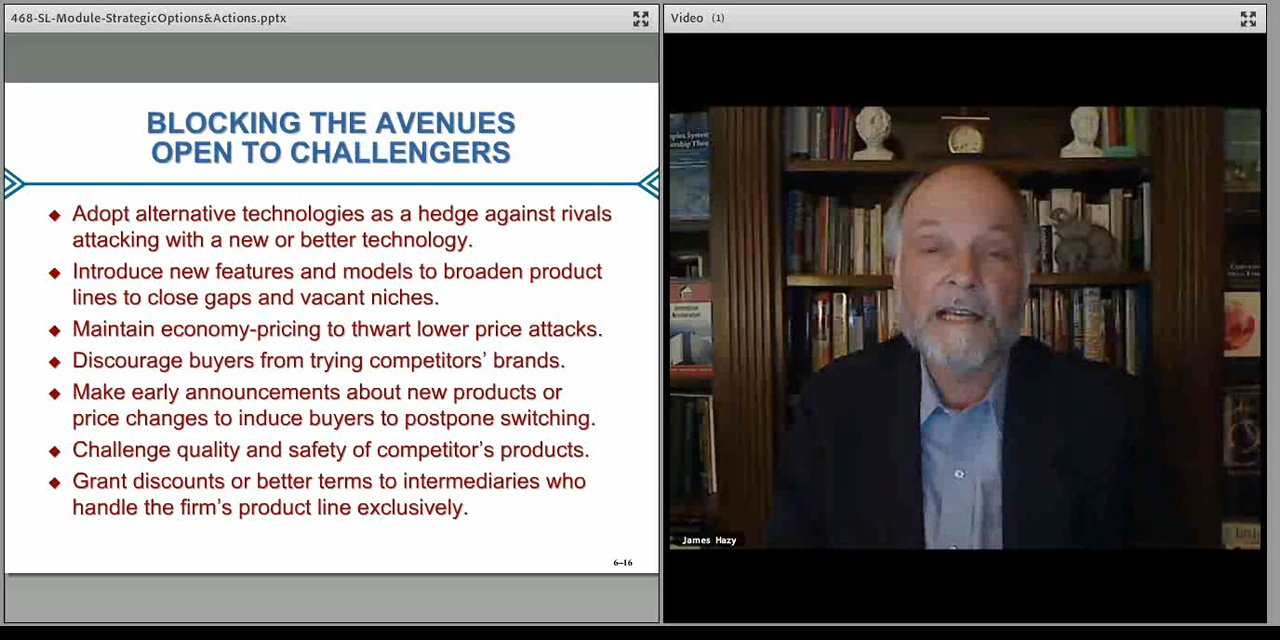 468-SL-Module-StrategicOptions&Actions.pptx
BLOCKING THE AVENUES
OPEN TO CHALLENGERS
◆ Adopt alternative technologies as a hedge against rivals
attacking with a new or better technology.
◆ Introduce new features and models to broaden product
lines to close gaps and vacant niches.
◆ Maintain economy-pricing to thwart lower price attacks.
◆ Discourage buyers from trying competitors’ brands.
◆ Make early announcements about new products or
price changes to induce buyers to postpone switching.
◆ Challenge quality and safety of competitor’s products.
◆ Grant discounts or better terms to intermediaries who
handle the firm’s product line exclusively.
6–16
Video (1)
James Hazy